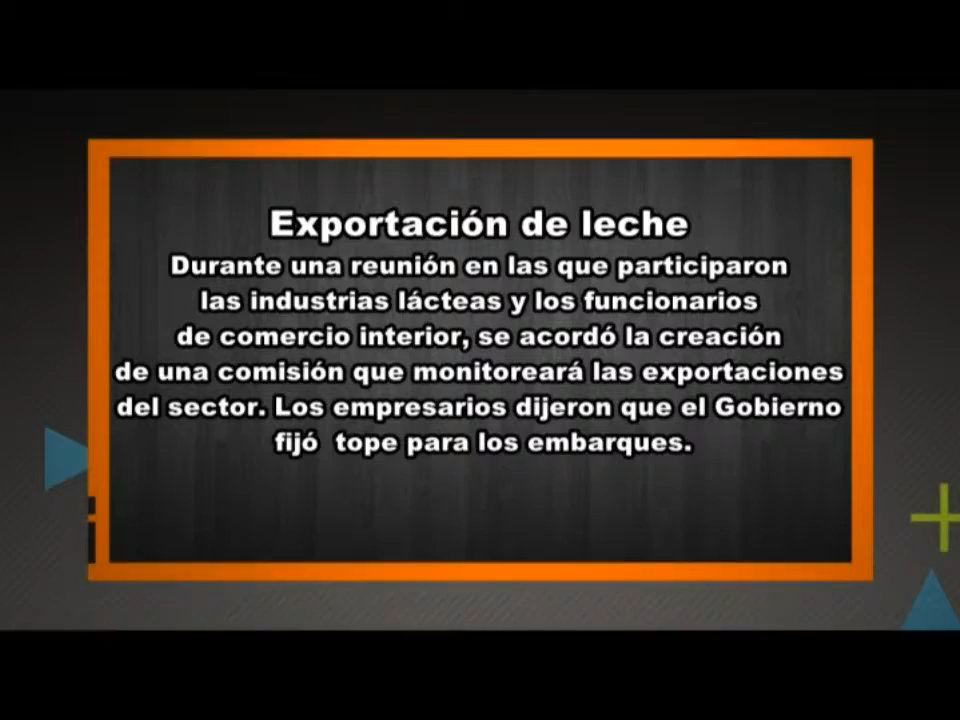 Exportación de leche
Durante una reunión en las que participaron
las industrias lácteas y los funcionarios
de comercio interior, se acordó la creación
de una comisión que monitoreará las exportaciones
del sector. Los empresarios dijeron que el Gobierno
fijó  tope para los embarques.